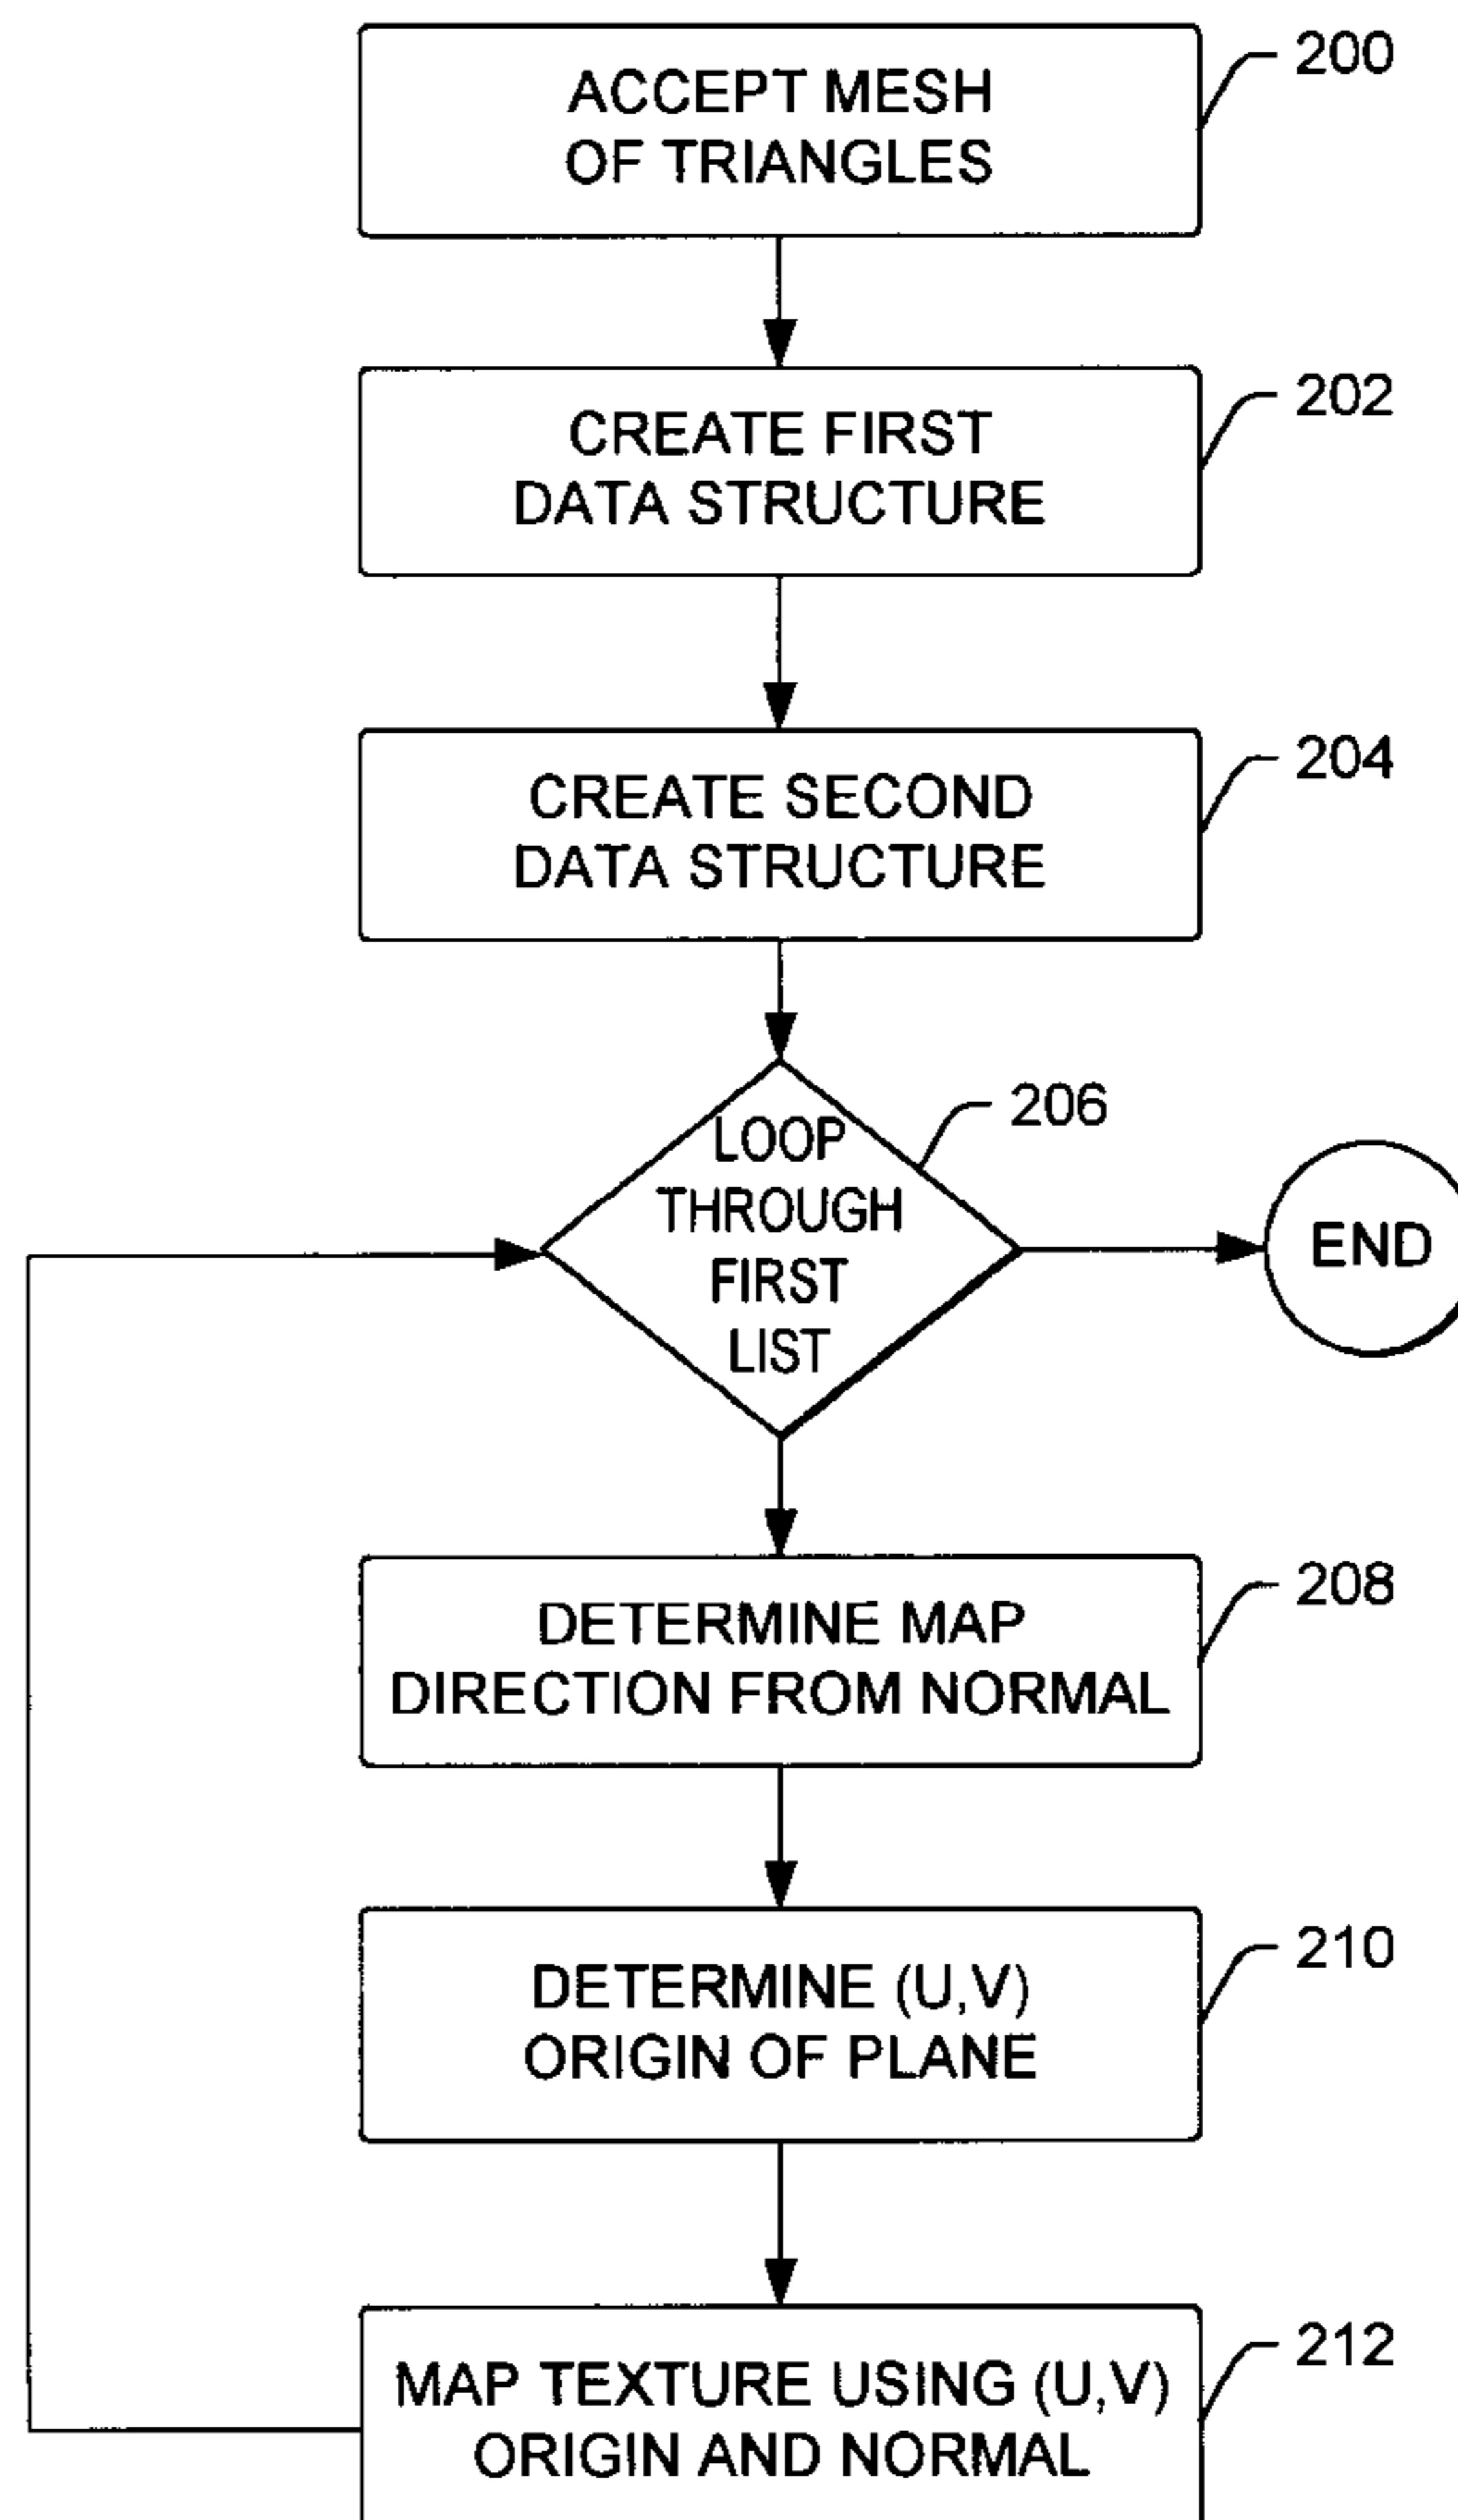 ACCEPT MESH
OF TRIANGLES
200
CREATE FIRST
DATA STRUCTURE
202
CREATE SECOND
DATA STRUCTURE
204
LOOP
THROUGH
FIRST
LIST
206
END
DETERMINE MAP
DIRECTION FROM NORMAL
208
DETERMINE (U,V)
ORIGIN OF PLANE
210
MAP TEXTURE USING (U,V)
ORIGIN AND NORMAL
212